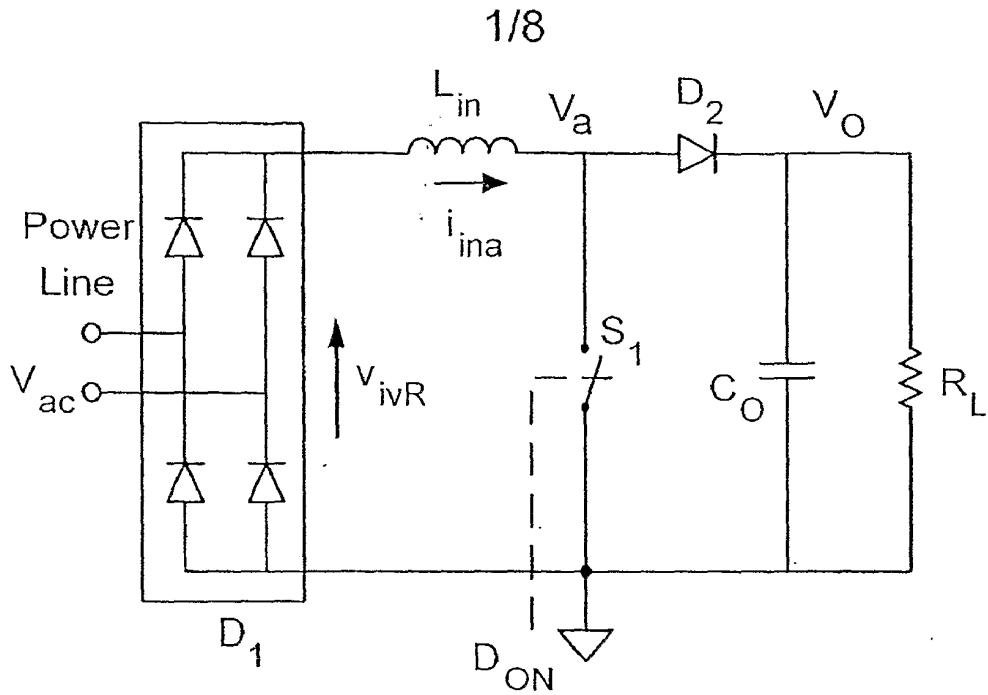 1/8
L_in
V_a
D_2
V_O
Power
Line
i_ina
V_ac
v_ivR
S_1
C_O
R_L
D_1
D_ON